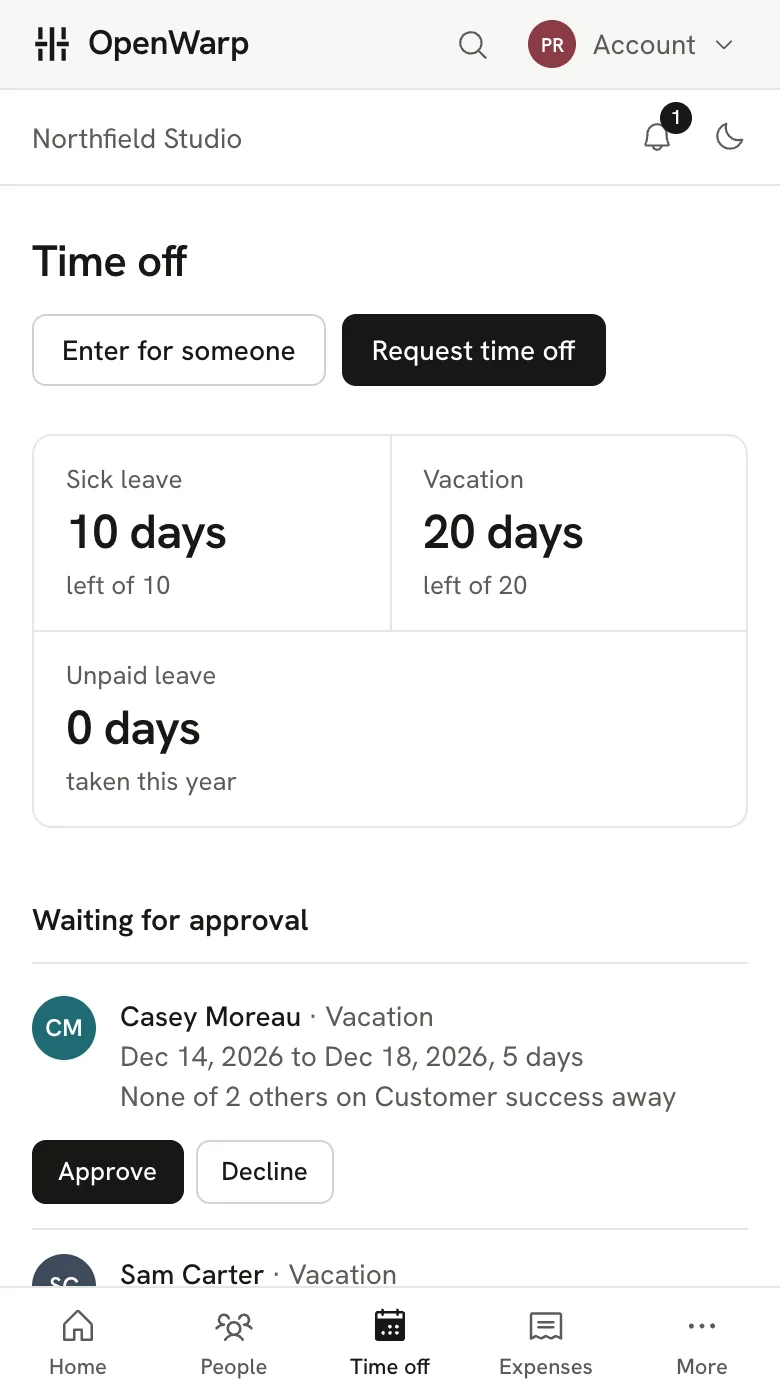 OpenWarp
PR Account
Northfield Studio
1
Time off
Enter for someone
Request time off
Sick leave
10 days
left of 10
Vacation
20 days
left of 20
Unpaid leave
0 days
taken this year
Waiting for approval
CM
Casey Moreau · Vacation
Dec 14, 2026 to Dec 18, 2026, 5 days
None of 2 others on Customer success away
Approve
Decline
SC
Sam Carter · Vacation
Home
People
Time off
Expenses
More